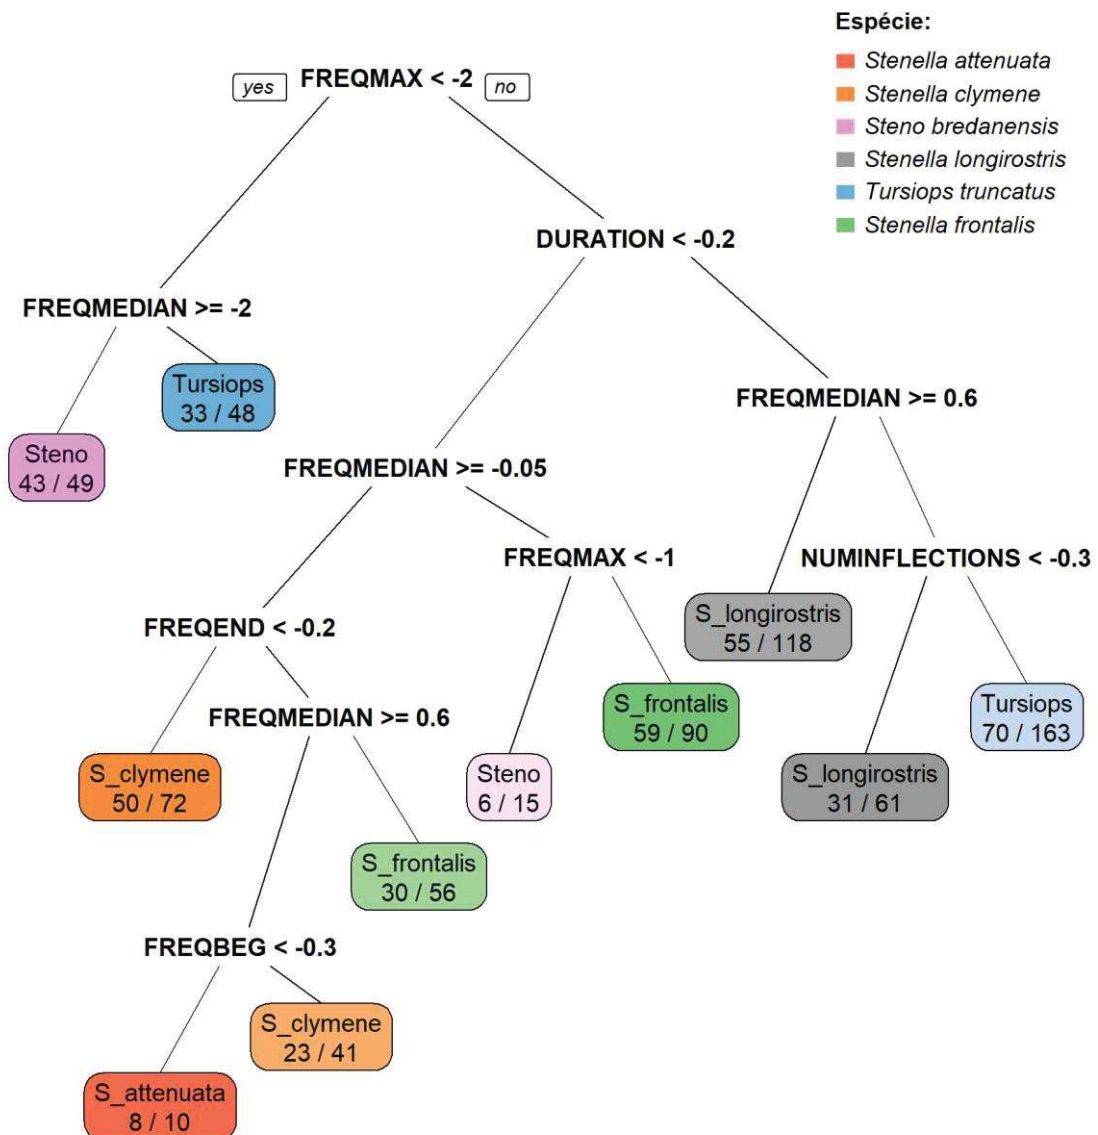 Espécie:
Stenella attenuata
Stenella clymene
Steno bredanensis
Stenella longirostris
Tursiops truncatus
Stenella frontalis
yes
FREQMAX < -2
no
DURATION < -0.2
FREQMEDIAN >= -2
Tursiops
33 / 48
Steno
43 / 49
FREQMEDIAN >= 0.6
FREQMEDIAN >= -0.05
FREQMAX < -1
NUMINFLECTIONS < -0.3
S_longirostris
55 / 118
FREQEND < -0.2
FREQMEDIAN >= 0.6
S_frontalis
59 / 90
Tursiops
70 / 163
S_clymene
50 / 72
Steno
6 / 15
S_longirostris
31 / 61
S_frontalis
30 / 56
FREQBEG < -0.3
S_clymene
23 / 41
S_attenuata
8 / 10